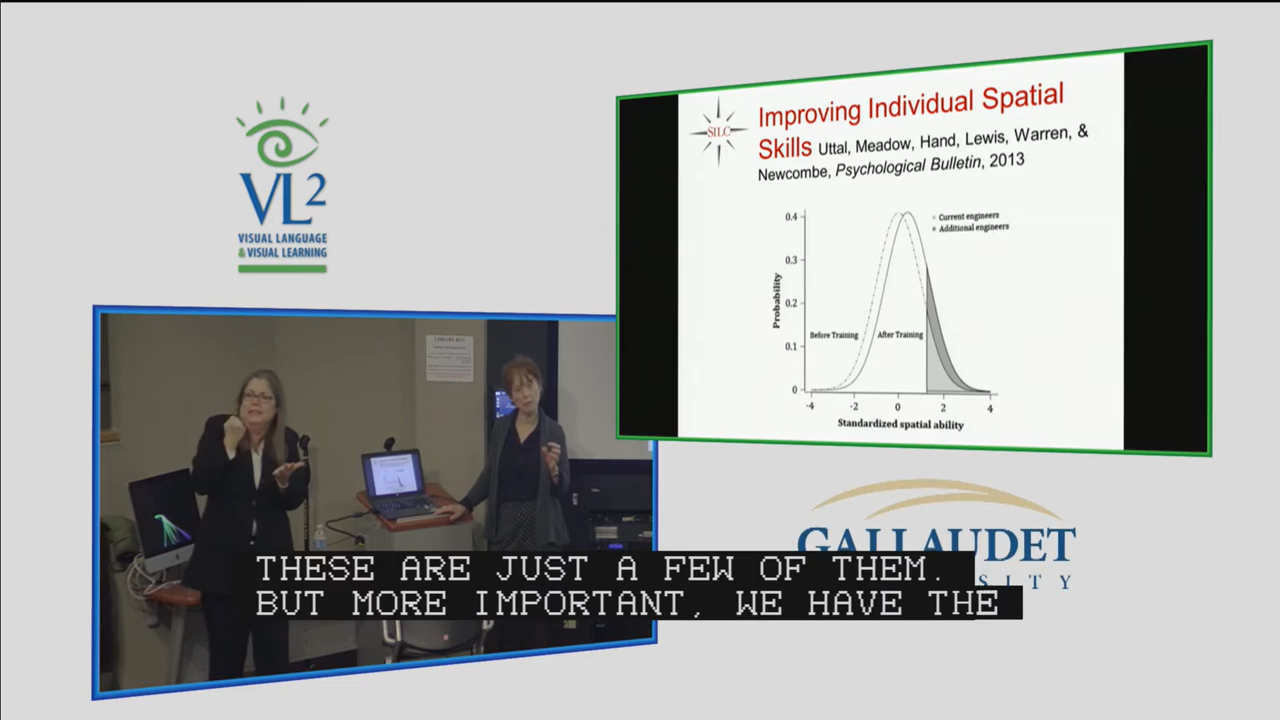 VL2
VISUAL LANGUAGE
& VISUAL LEARNING
SILC
Improving Individual Spatial
Skills Uttal, Meadow, Hand, Lewis, Warren, &
Newcombe, Psychological Bulletin, 2013
0.4
0.3
0.2
0.1
0
Probability
Current engineers
Additional engineers
Before Training
After Training
-4
-2
0
2
4
Standardized spatial ability
GALLAUDET
SITY
THESE ARE JUST A FEW OF THEM.
BUT MORE IMPORTANT, WE HAVE THE